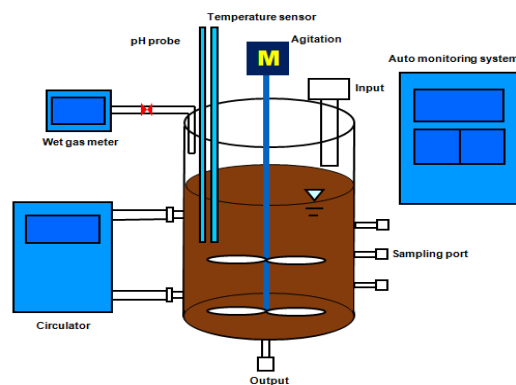 Temperature sensor
pH probe
Agitation
M
Input
Auto monitoring system
Wet gas meter
Sampling port
Circulator
Output